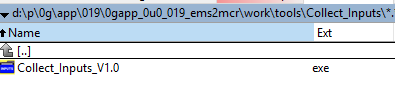 d:\p\0g\app\019\0gapp_0u0_019_ems2mcr\work\tools\Collect_Inputs\*.
Name Ext
[..]
Collect_Inputs_V1.0 exe